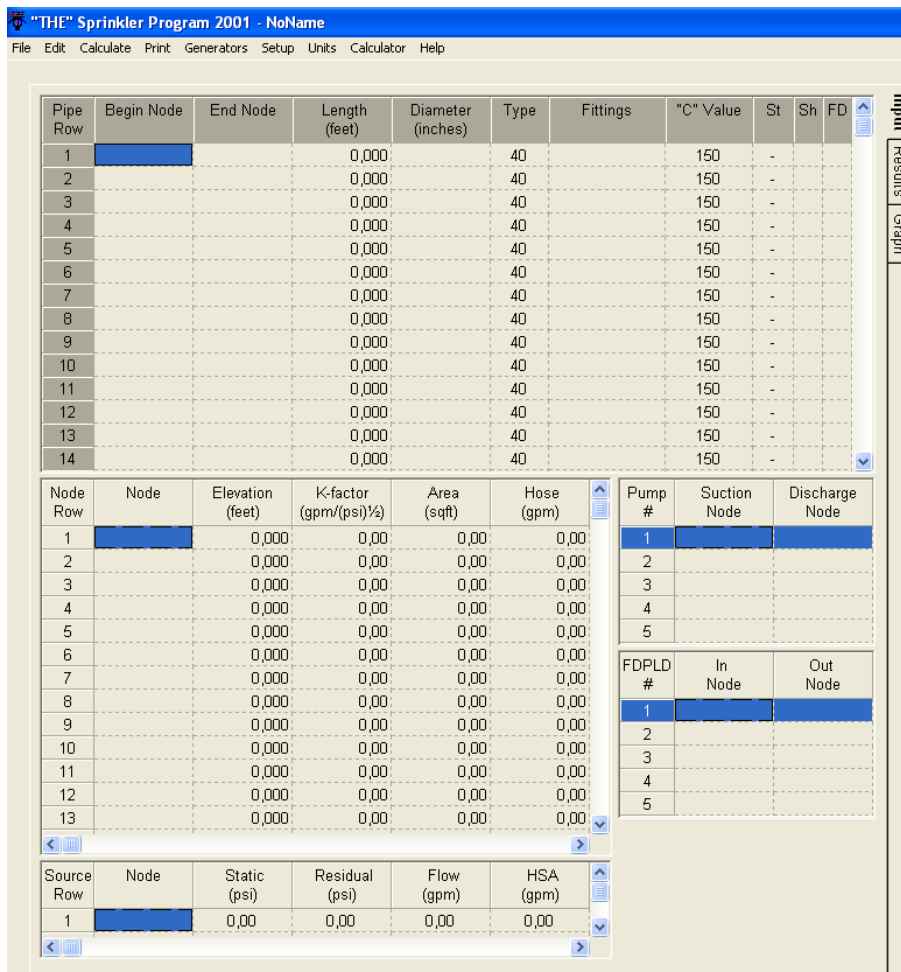 "THE" Sprinkler Program 2001 - NoName
File Edit Calculate Print Generators Setup Units Calculator Help
Pipe Row Begin Node End Node Length (feet) Diameter (inches) Type Fittings "C" Value St Sh FD
1 0,000 40 150 -
2 0,000 40 150 -
3 0,000 40 150 -
4 0,000 40 150 -
5 0,000 40 150 -
6 0,000 40 150 -
7 0,000 40 150 -
8 0,000 40 150 -
9 0,000 40 150 -
10 0,000 40 150 -
11 0,000 40 150 -
12 0,000 40 150 -
13 0,000 40 150 -
14 0,000 40 150 -
Input
Results
Graph
Node Row Node Elevation (feet) K-factor (gpm/(psi)½) Area (sqft) Hose (gpm)
1 0,000 0,00 0,00 0,00
2 0,000 0,00 0,00 0,00
3 0,000 0,00 0,00 0,00
4 0,000 0,00 0,00 0,00
5 0,000 0,00 0,00 0,00
6 0,000 0,00 0,00 0,00
7 0,000 0,00 0,00 0,00
8 0,000 0,00 0,00 0,00
9 0,000 0,00 0,00 0,00
10 0,000 0,00 0,00 0,00
11 0,000 0,00 0,00 0,00
12 0,000 0,00 0,00 0,00
13 0,000 0,00 0,00 0,00
Pump # Suction Node Discharge Node
1
2
3
4
5
FDPLD # In Node Out Node
1
2
3
4
5
Source Row Node Static (psi) Residual (psi) Flow (gpm) HSA (gpm)
1 0,00 0,00 0,00 0,00